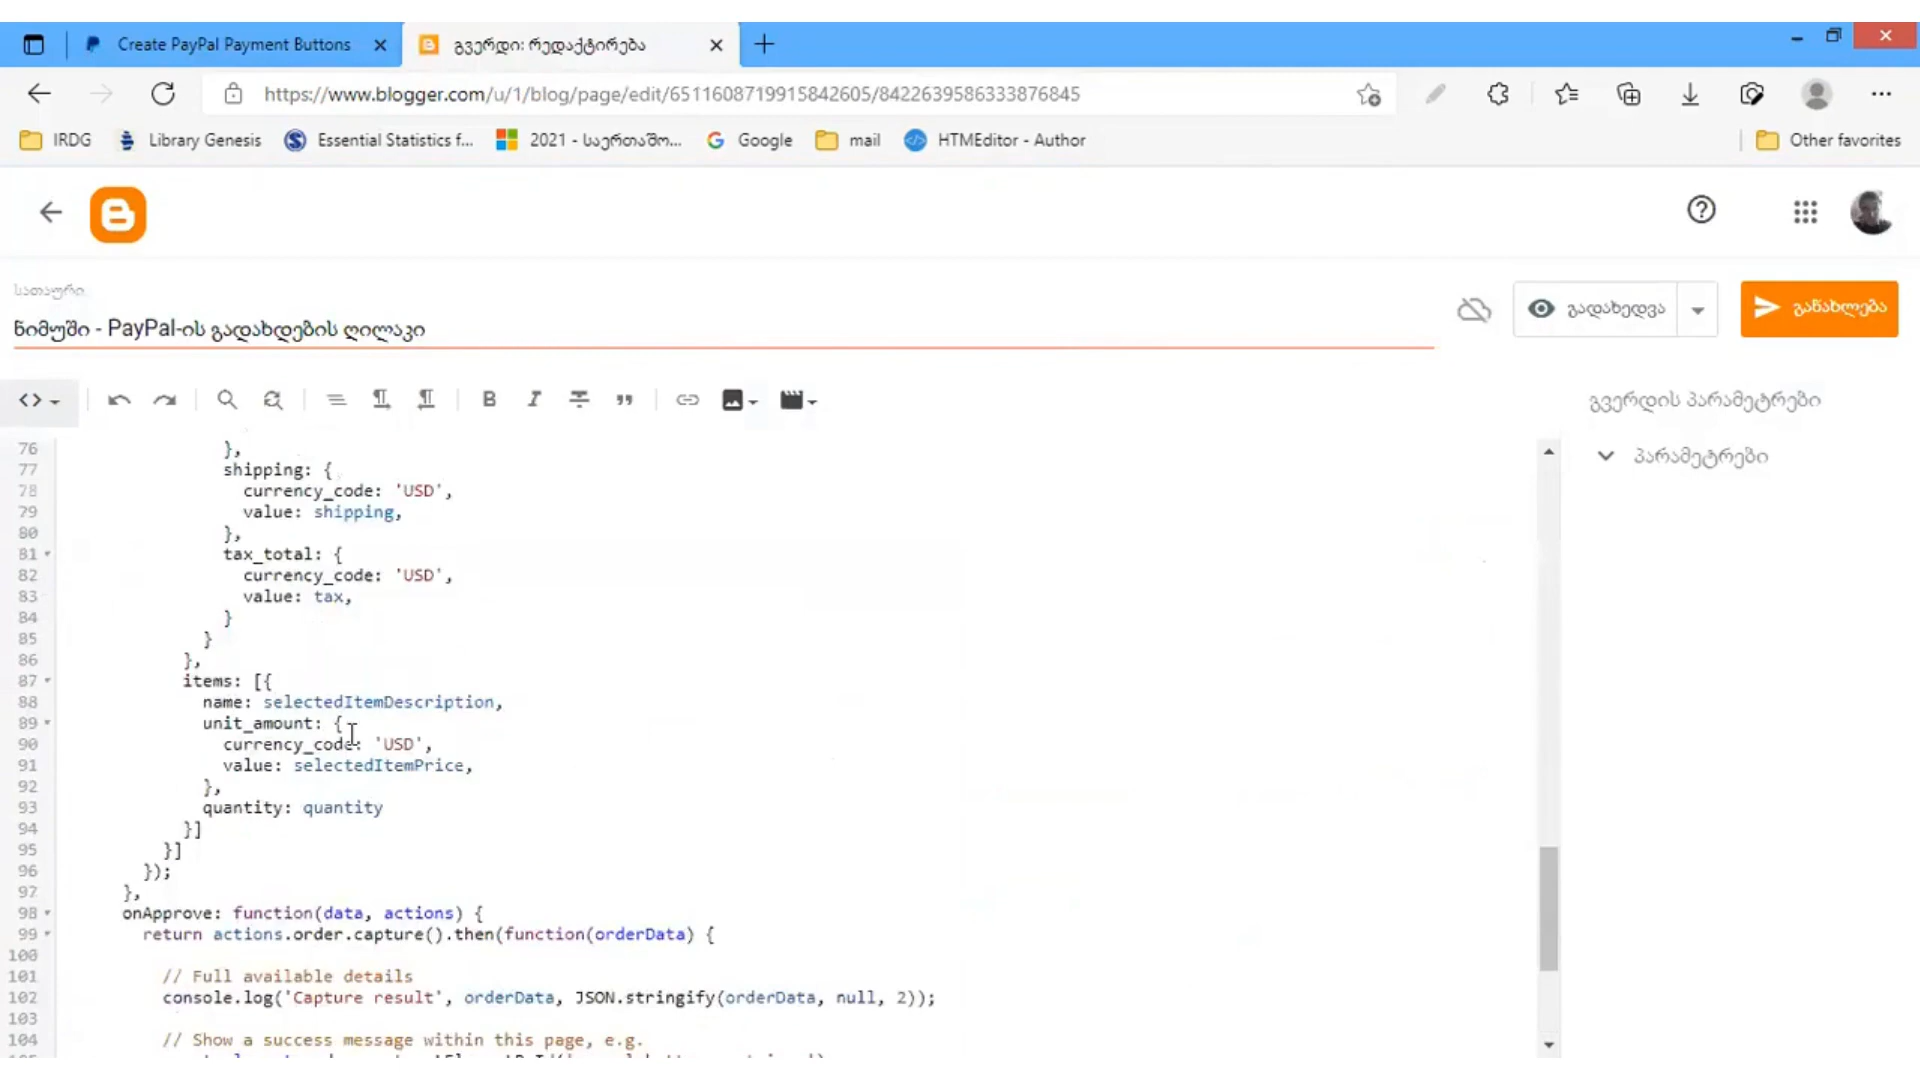 Create PayPal Payment Buttons
გვერდი: რედაქტირება
https://www.blogger.com/u/1/blog/page/edit/6511608719915842605/8422639586333876845
IRDG
Library Genesis
Essential Statistics f...
2021 - საერთაშო...
Google
mail
HTMEditor - Author
Other favorites
სათაური
ნიმუში - PayPal-ის გადახდების ღილაკი
გადახედვა
განახლება
გვერდის პარამეტრები
პარამეტრები
76 },
77 shipping: {
78 currency_code: 'USD',
79 value: shipping,
80 },
81 tax_total: {
82 currency_code: 'USD',
83 value: tax,
84 }
85 }
86 },
87 items: [{
88 name: selectedItemDescription,
89 unit_amount: {
90 currency_code: 'USD',
91 value: selectedItemPrice,
92 },
93 quantity: quantity
94 }]
95 }]
96 });
97 },
98 onApprove: function(data, actions) {
99 return actions.order.capture().then(function(orderData) {
100
101 // Full available details
102 console.log('Capture result', orderData, JSON.stringify(orderData, null, 2));
103
104 // Show a success message within this page, e.g.